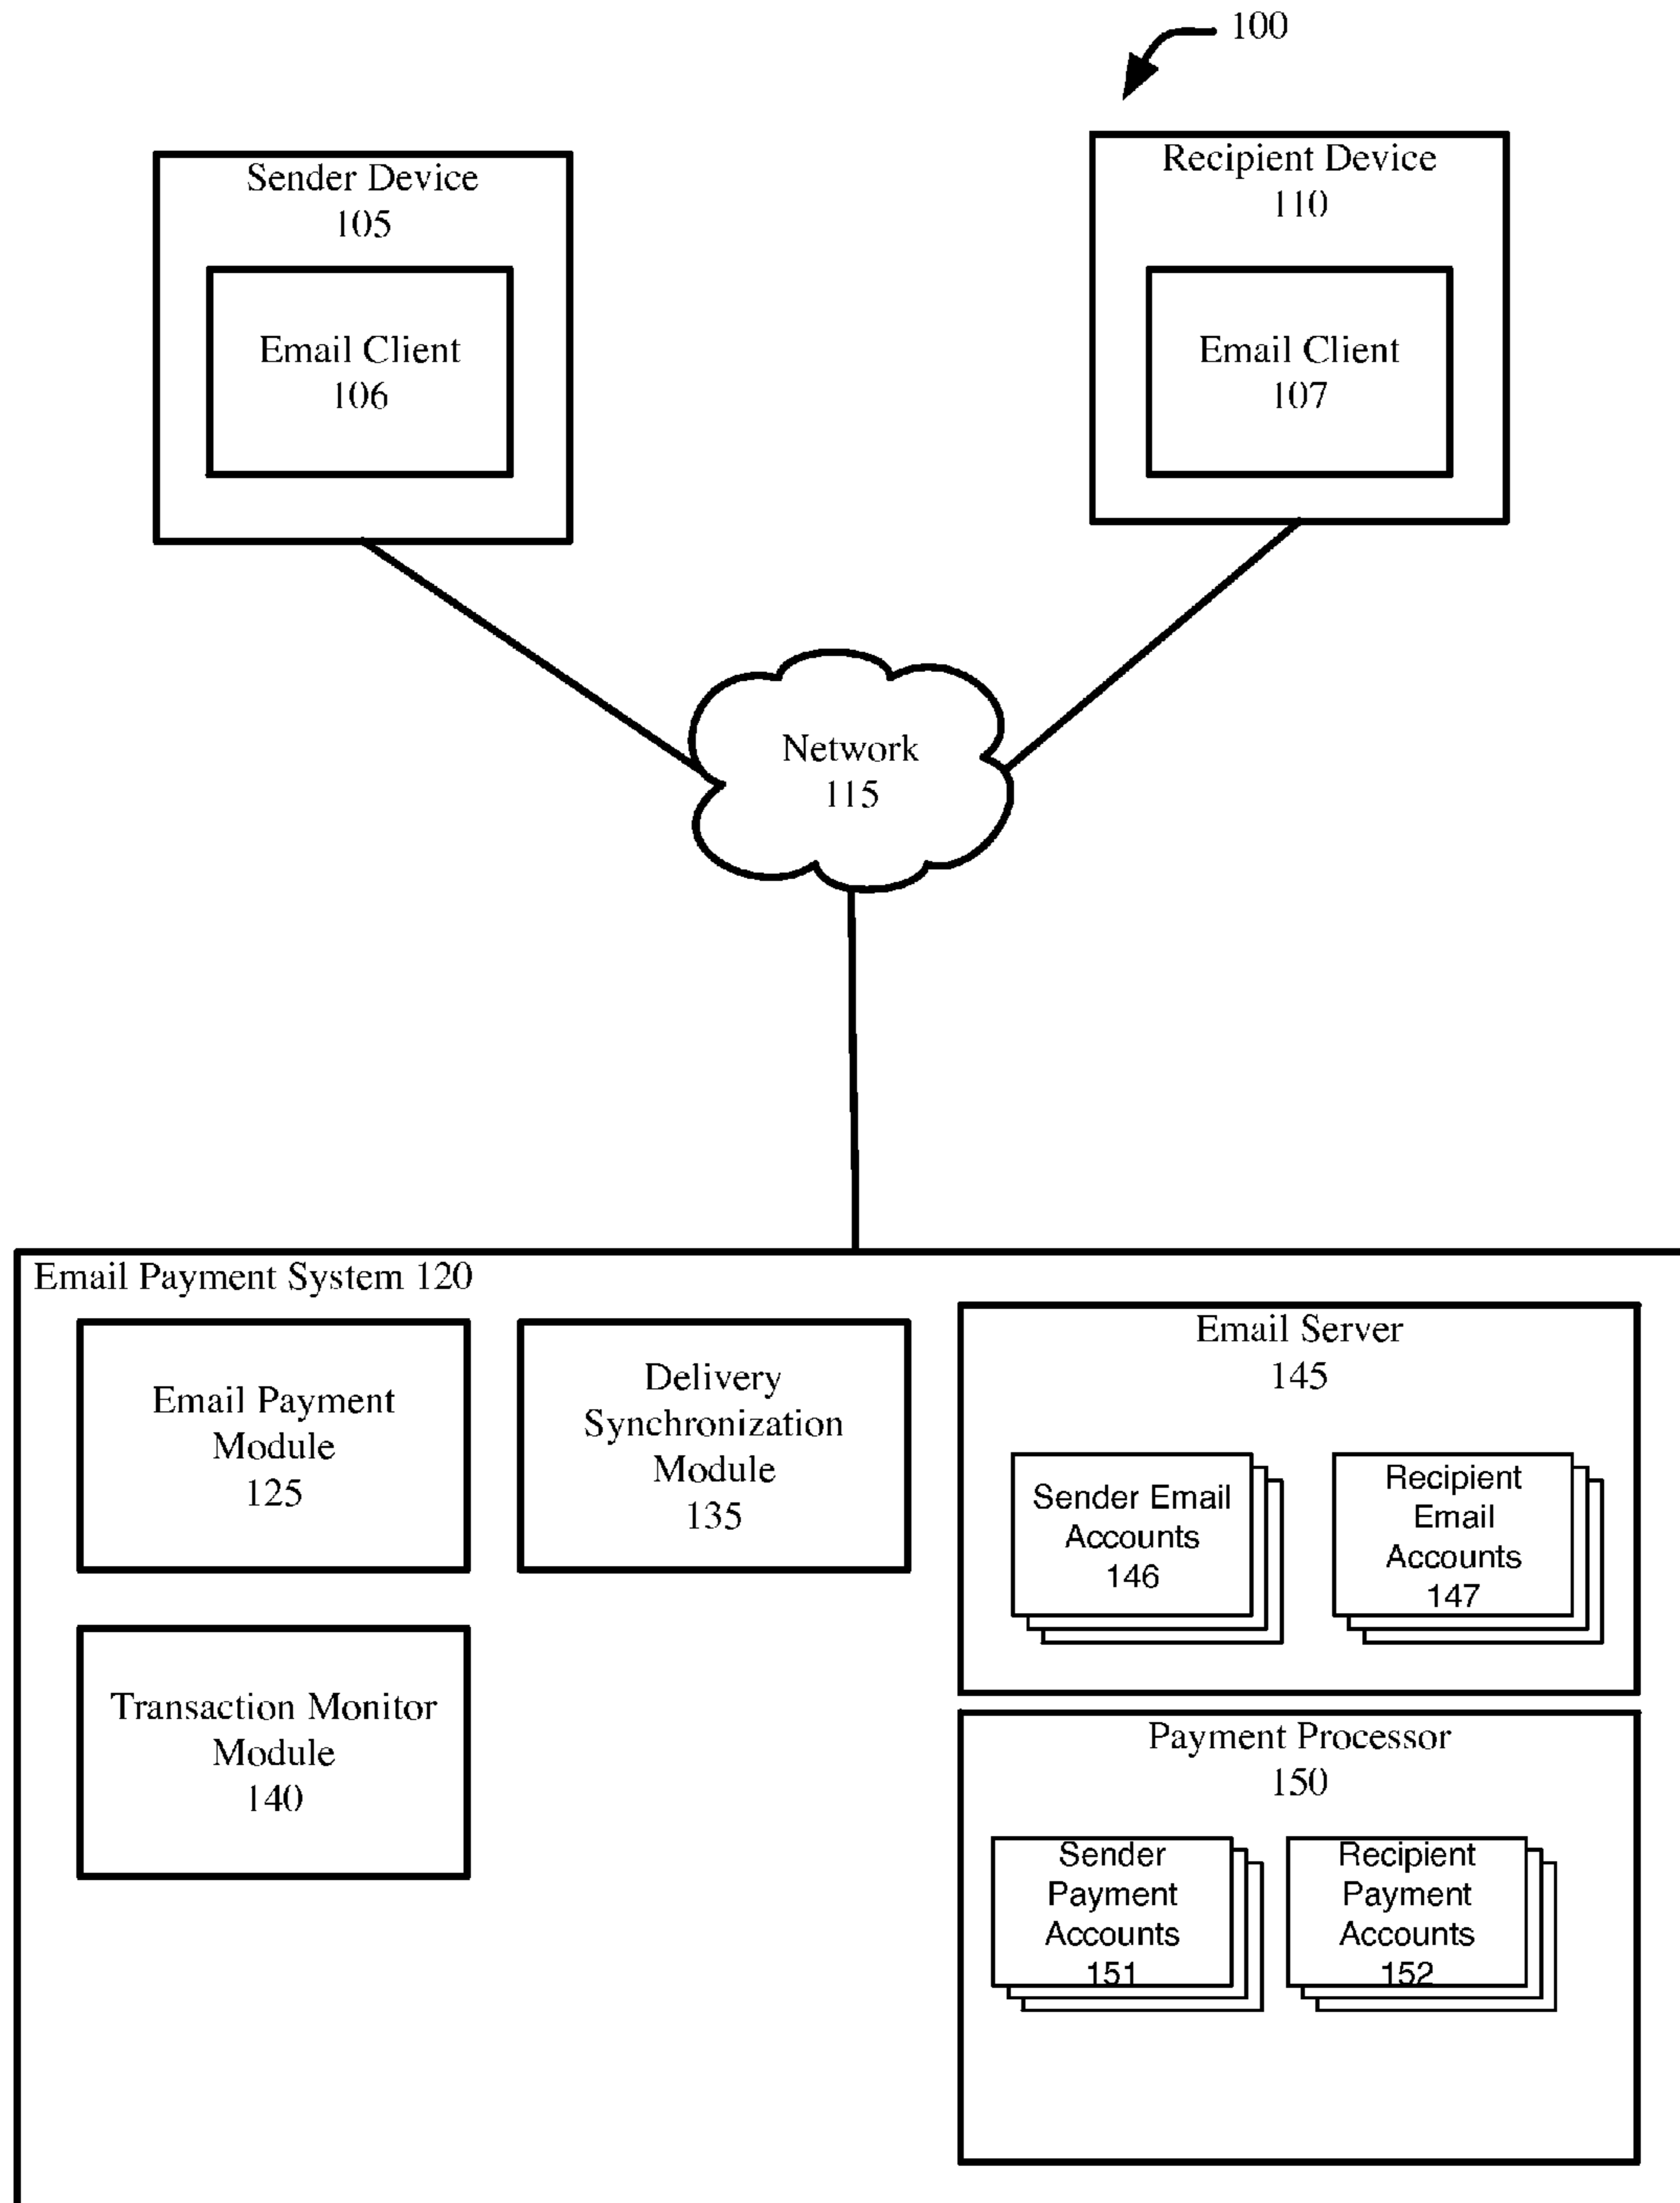 100
Sender Device
105
Email Client
106
Recipient Device
110
Email Client
107
Network
115
Email Payment System 120
Email Payment
Module
125
Delivery
Synchronization
Module
135
Transaction Monitor
Module
140
Email Server
145
Sender Email
Accounts
146
Recipient
Email
Accounts
147
Payment Processor
150
Sender
Payment
Accounts
151
Recipient
Payment
Accounts
152